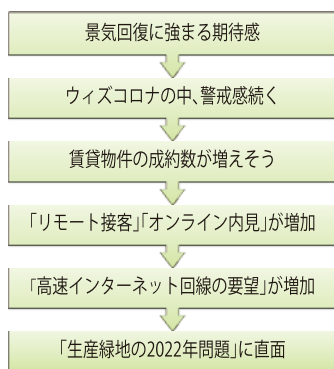 景気回復に強まる期待感
ウィズコロナの中、警戒感続く
賃貸物件の成約数が増えそう
「リモート接客」「オンライン内見」が増加
「高速インターネット回線の要望」が増加
「生産緑地の2022年問題」に直面